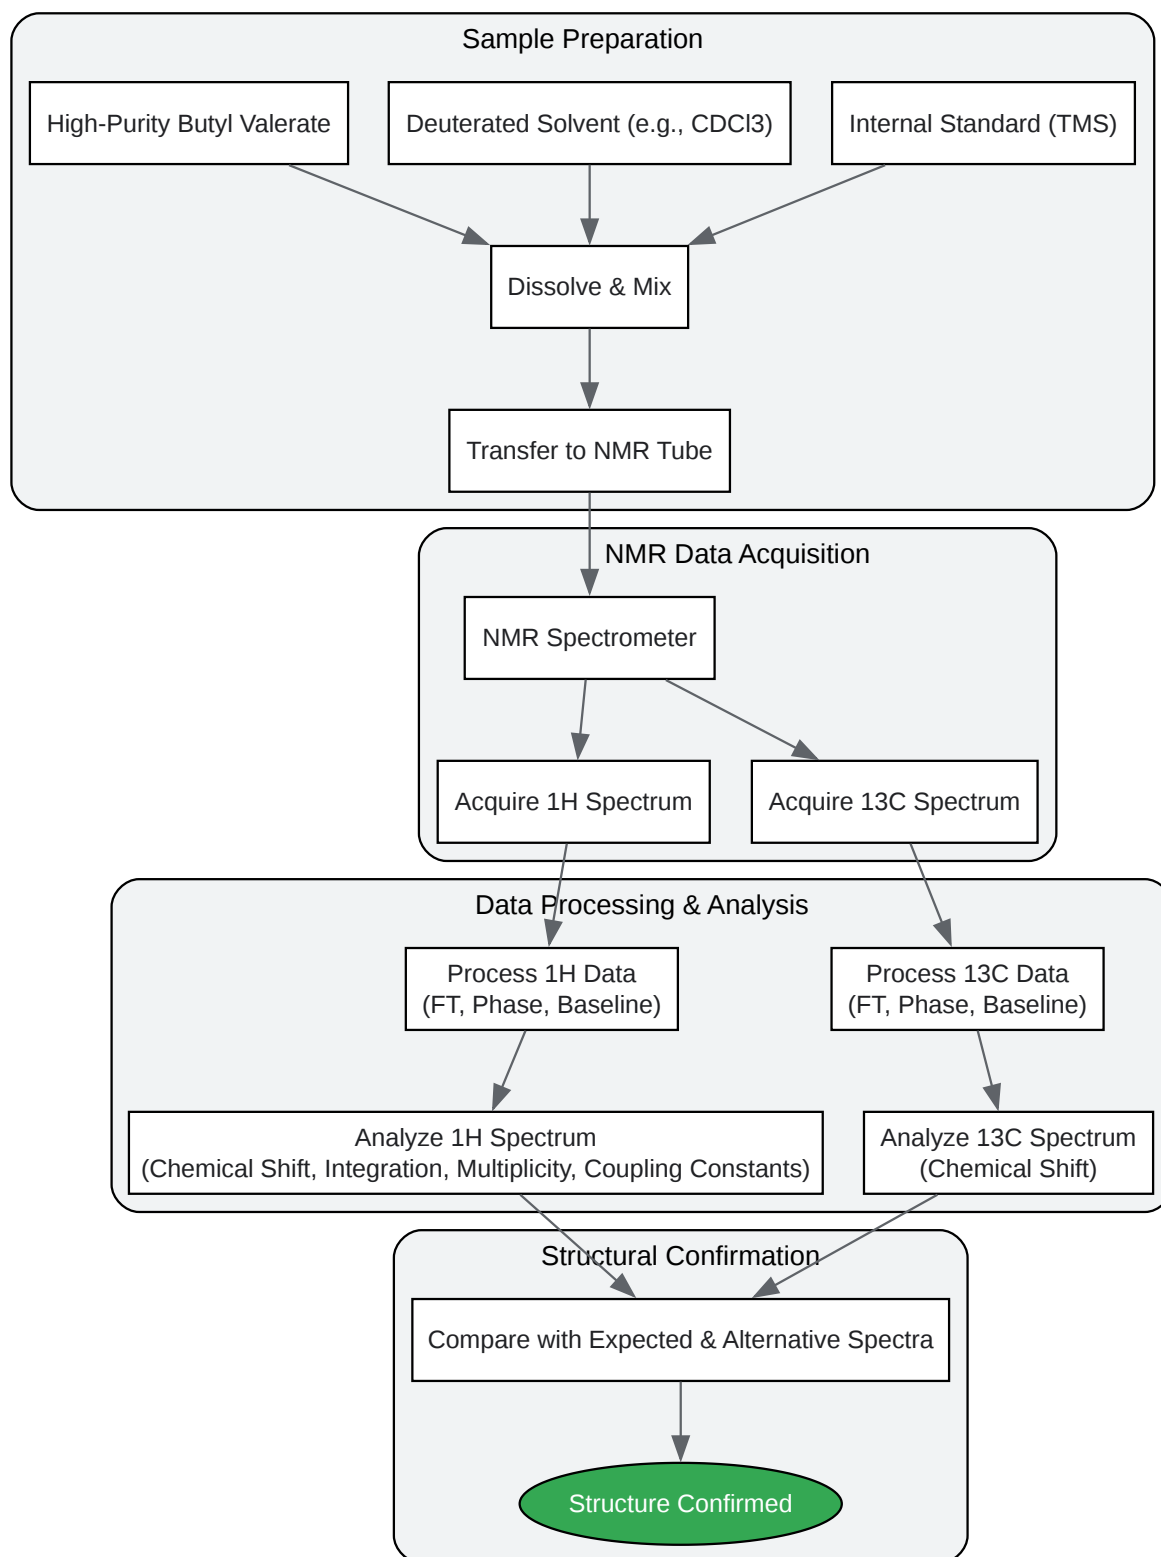 Sample Preparation
High-Purity Butyl Valerate
Deuterated Solvent (e.g., CDCl3)
Internal Standard (TMS)
Dissolve & Mix
Transfer to NMR Tube
NMR Data Acquisition
NMR Spectrometer
Acquire 1H Spectrum
Acquire 13C Spectrum
Data Processing & Analysis
Process 1H Data
(FT, Phase, Baseline)
Process 13C Data
(FT, Phase, Baseline)
Analyze 1H Spectrum
(Chemical Shift, Integration, Multiplicity, Coupling Constants)
Analyze 13C Spectrum
(Chemical Shift)
Structural Confirmation
Compare with Expected & Alternative Spectra
Structure Confirmed